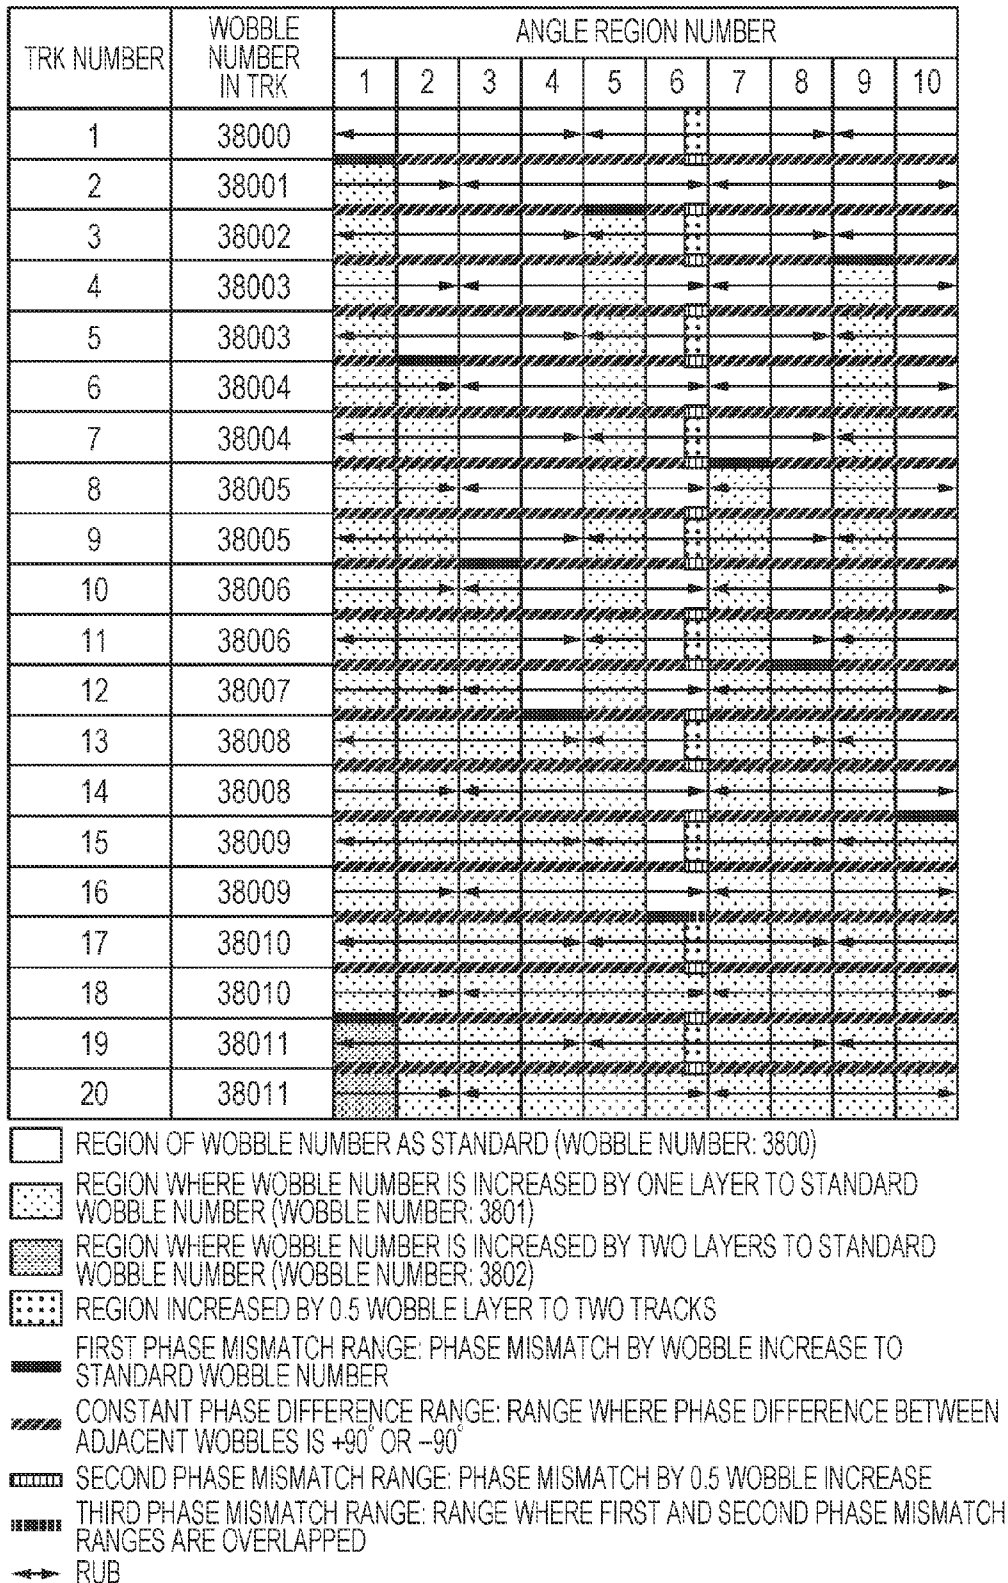 TRK NUMBER WOBBLE NUMBER IN TRK ANGLE REGION NUMBER
1 2 3 4 5 6 7 8 9 10
1 38000
2 38001
3 38002
4 38003
5 38003
6 38004
7 38004
8 38005
9 38005
10 38006
11 38006
12 38007
13 38008
14 38008
15 38009
16 38009
17 38010
18 38010
19 38011
20 38011
REGION OF WOBBLE NUMBER AS STANDARD (WOBBLE NUMBER: 3800)
REGION WHERE WOBBLE NUMBER IS INCREASED BY ONE LAYER TO STANDARD
WOBBLE NUMBER (WOBBLE NUMBER: 3801)
REGION WHERE WOBBLE NUMBER IS INCREASED BY TWO LAYERS TO STANDARD
WOBBLE NUMBER (WOBBLE NUMBER: 3802)
REGION INCREASED BY 0.5 WOBBLE LAYER TO TWO TRACKS
FIRST PHASE MISMATCH RANGE: PHASE MISMATCH BY WOBBLE INCREASE TO
STANDARD WOBBLE NUMBER
CONSTANT PHASE DIFFERENCE RANGE: RANGE WHERE PHASE DIFFERENCE BETWEEN
ADJACENT WOBBLES IS +90° OR –90°
SECOND PHASE MISMATCH RANGE: PHASE MISMATCH BY 0.5 WOBBLE INCREASE
THIRD PHASE MISMATCH RANGE: RANGE WHERE FIRST AND SECOND PHASE MISMATCH
RANGES ARE OVERLAPPED
RUB